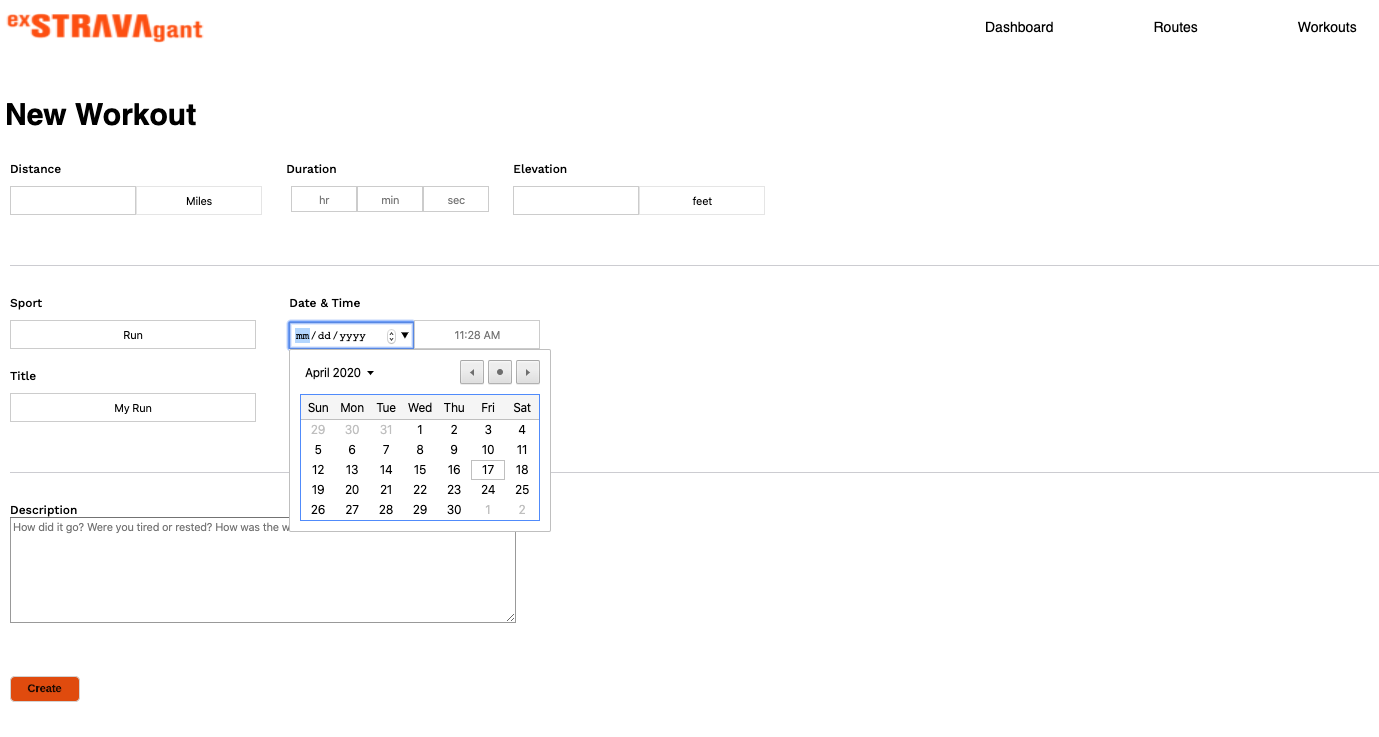 exSTRAVAgant
Dashboard Routes Workouts
New Workout
Distance Duration Elevation
Miles hr min sec feet
Sport Date & Time
Run mm/dd/yyyy 11:28 AM
April 2020
Title
My Run
Sun Mon Tue Wed Thu Fri Sat
29 30 31 1 2 3 4
5 6 7 8 9 10 11
12 13 14 15 16 17 18
19 20 21 22 23 24 25
26 27 28 29 30 1 2
Description
How did it go? Were you tired or rested? How was the w
Create